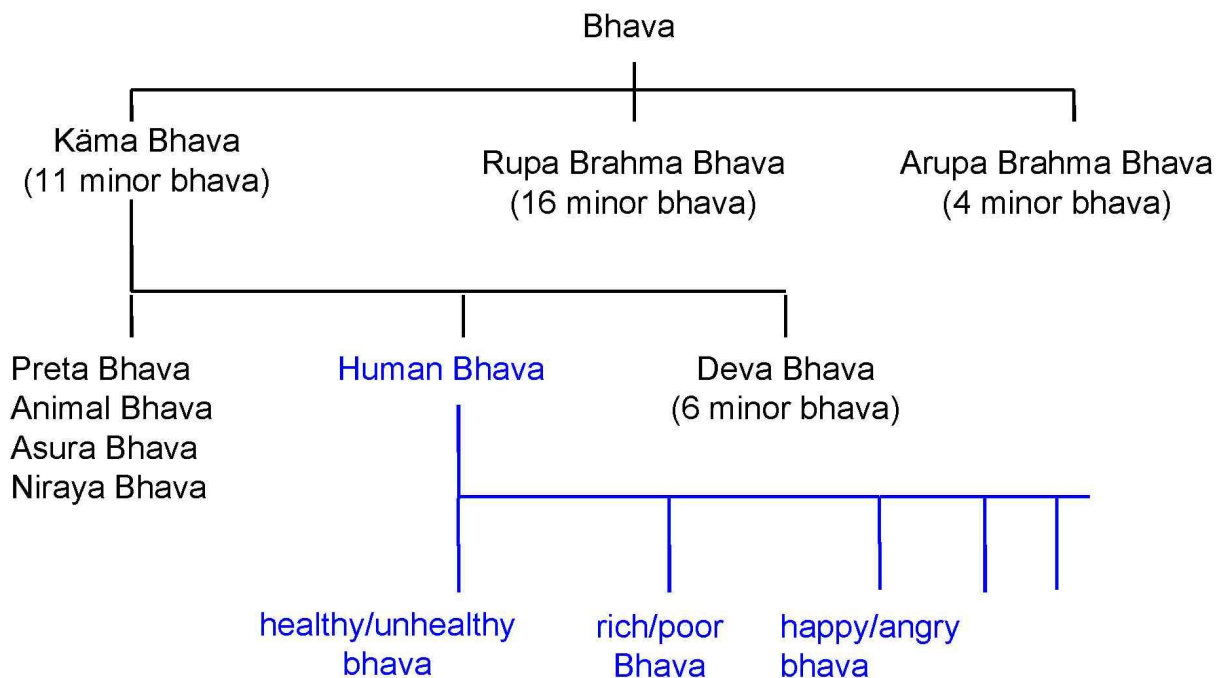 Bhava
Käma Bhava
(11 minor bhava)
Rupa Brahma Bhava
(16 minor bhava)
Arupa Brahma Bhava
(4 minor bhava)
Preta Bhava
Animal Bhava
Asura Bhava
Niraya Bhava
Human Bhava
Deva Bhava
(6 minor bhava)
healthy/unhealthy
bhava
rich/poor
Bhava
happy/angry
bhava